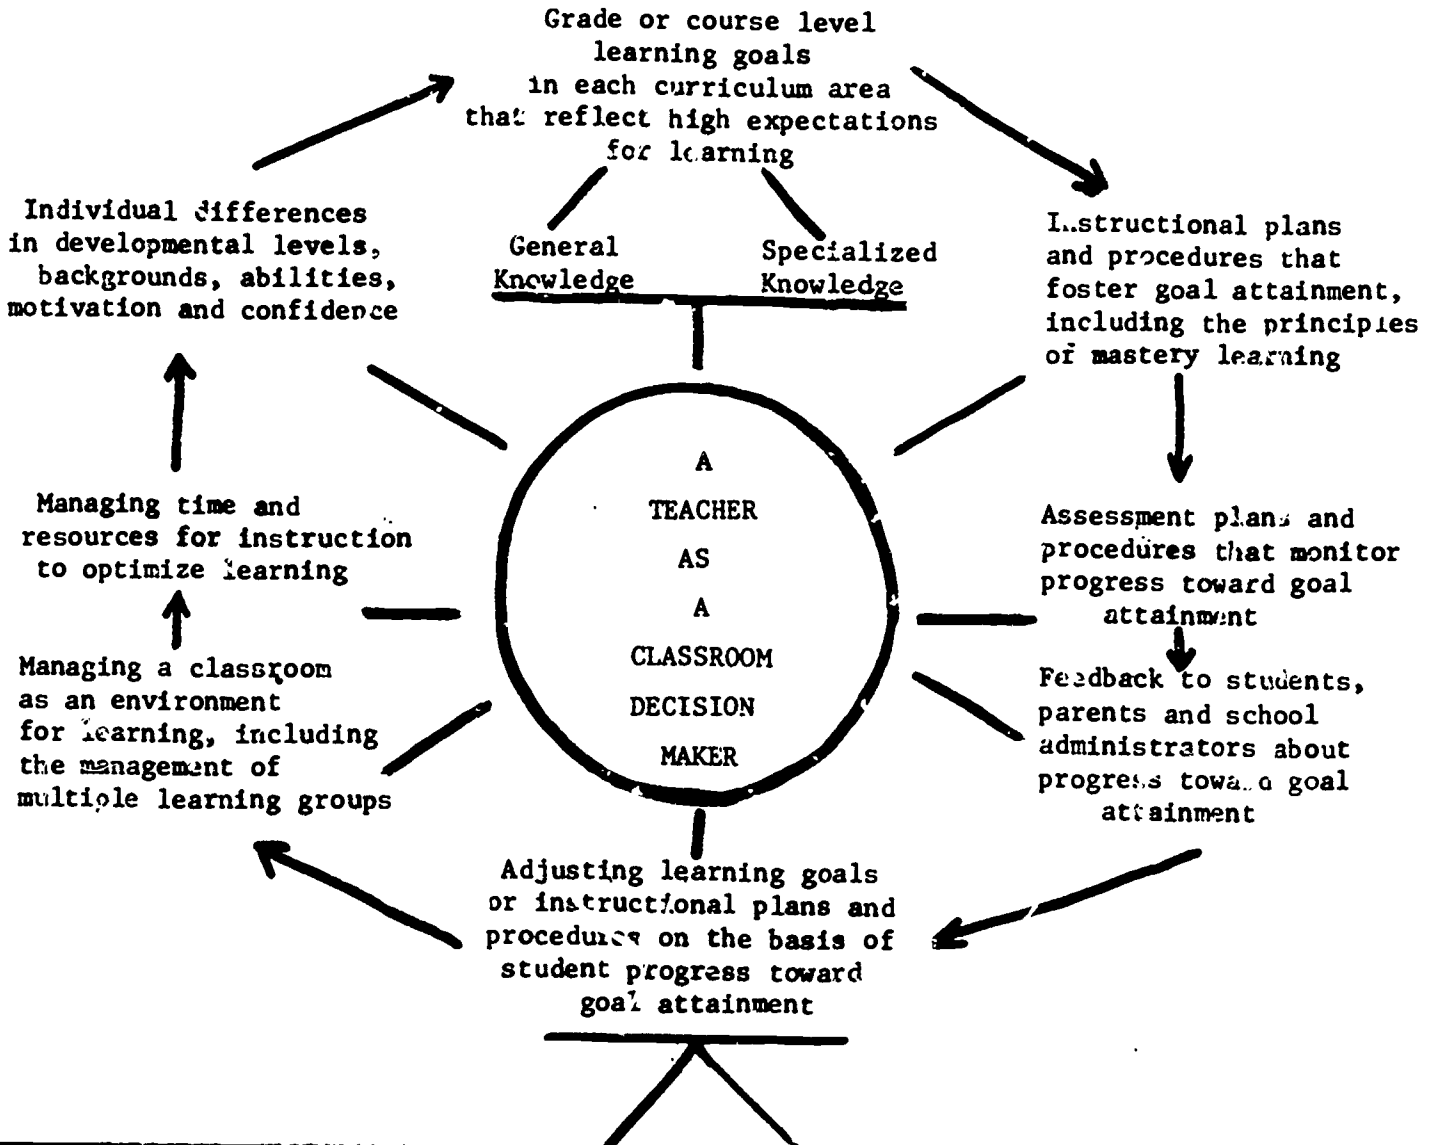 Grade or course level
learning goals
in each curriculum area
that reflect high expectations
for learning
General
Knowledge
Specialized
Knowledge
Individual differences
in developmental levels,
backgrounds, abilities,
motivation and confidence
Instructional plans
and procedures that
foster goal attainment,
including the principles
of mastery learning
A
TEACHER
AS
A
CLASSROOM
DECISION
MAKER
Managing time and
resources for instruction
to optimize learning
Assessment plans and
procedures that monitor
progress toward goal
attainment
Managing a classroom
as an environment
for learning, including
the management of
multiple learning groups
Feedback to students,
parents and school
administrators about
progress toward goal
attainment
Adjusting learning goals
or instructional plans and
procedures on the basis of
student progress toward
goal attainment